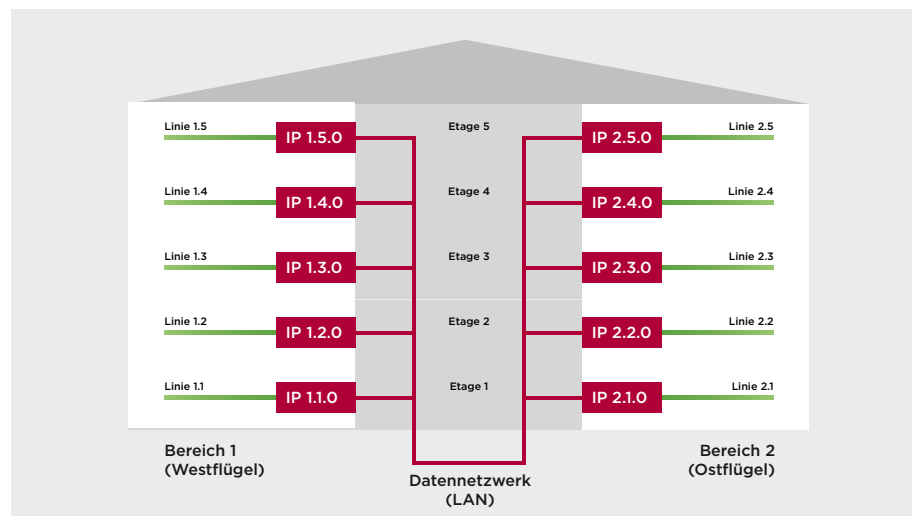 Linie 1.5
IP 1.5.0
Etage 5
IP 2.5.0
Linie 2.5
Linie 1.4
IP 1.4.0
Etage 4
IP 2.4.0
Linie 2.4
Linie 1.3
IP 1.3.0
Etage 3
IP 2.3.0
Linie 2.3
Linie 1.2
IP 1.2.0
Etage 2
IP 2.2.0
Linie 2.2
Linie 1.1
IP 1.1.0
Etage 1
IP 2.1.0
Linie 2.1
Bereich 1
(Westflügel)
Datennetzwerk
(LAN)
Bereich 2
(Ostflügel)